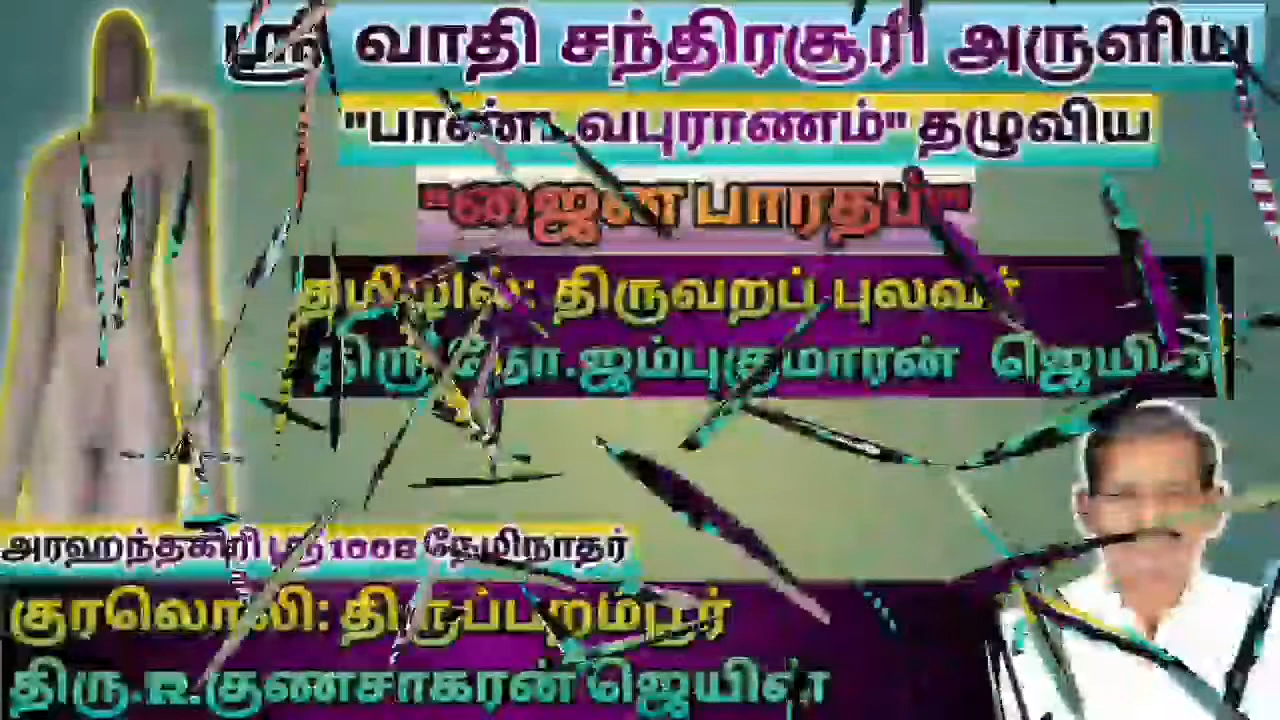 ஸ்ரீ வாதி சந்திரசூரி அருளிய
"பாண்டவபுராணம்" தழுவிய
"ஜைன பாரதம்"
தமிழில்: திருவறப் புலவர்
திரு தோ.ஜம்புகுமாரன் ஜெயின்
அரஹந்தகிரி ஸ்ரீ 1008 நேமிநாதர்
குரலொலி: திருப்பறம்பூர்
திரு.R.குணசாகரன் ஜெயின்